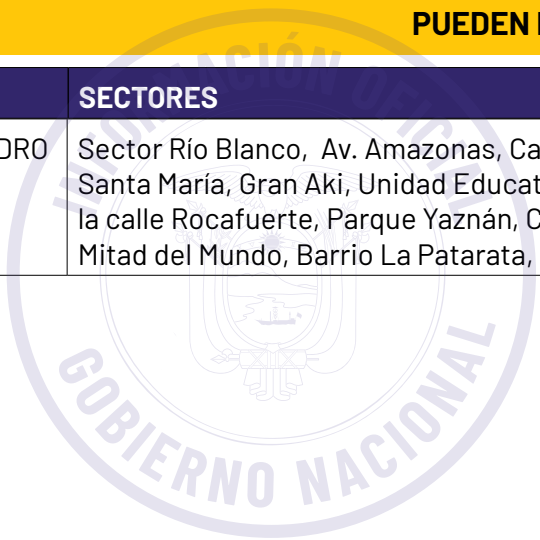 PUEDEN
SECTORES
DRO
Sector Río Blanco, Av. Amazonas, Ca
Santa María, Gran Aki, Unidad Educat
la calle Rocafuerte, Parque Yaznán, C
Mitad del Mundo, Barrio La Patarata,
INFORMACIÓN OFICIAL
GOBIERNO NACIONAL